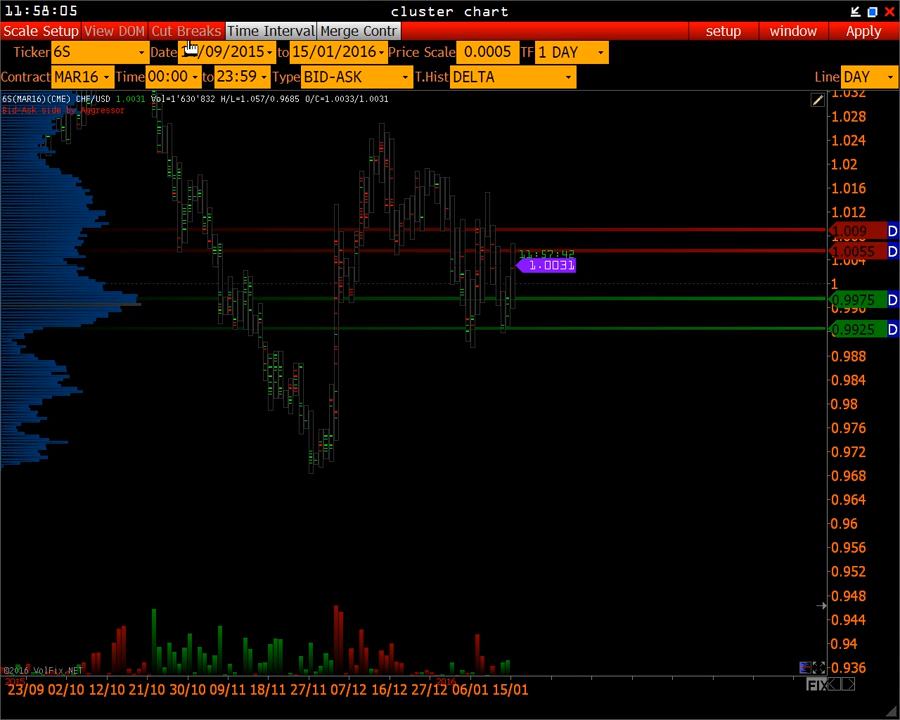 11:58:05 cluster chart
Scale Setup View DOM Cut Breaks Time Interval Merge Contr setup window Apply
Ticker 6S Date /09/2015 to 15/01/2016 Price Scale 0.0005 TF 1 DAY
Contract MAR16 Time 00:00 to 23:59 Type BID-ASK T.Hist DELTA Line DAY
6S(MAR16)(CME) CHF/USD 1.0031 Vol=1'630'832 H/L=1.057/0.9685 O/C=1.0033/1.0031
Bid-Ask side by Aggressor
1.032
1.028
1.024
1.02
1.016
1.012
1.009 D
1.0055 D
11:57:42
1.004
1.0031
1
0.9975 D
0.996
0.9925 D
0.988
0.984
0.98
0.976
0.972
0.968
0.964
0.96
0.956
0.952
0.948
0.944
0.94
0.936
©2016 VolFix.NET
FIX
23/09 02/10 12/10 21/10 30/10 09/11 18/11 27/11 07/12 16/12 27/12 06/01 15/01
2015 2016